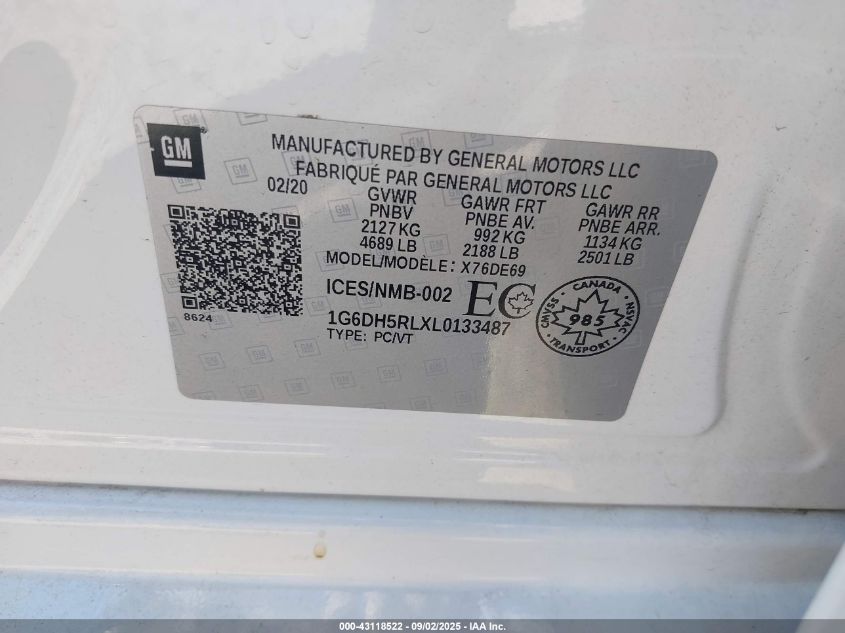 GM
MANUFACTURED BY GENERAL MOTORS LLC
FABRIQUÉ PAR GENERAL MOTORS LLC
02/20
GVWR
PNBV
2127 KG
4689 LB
GAWR FRT
PNBE AV.
992 KG
2188 LB
GAWR RR
PNBE ARR.
1134 KG
2501 LB
MODEL/MODÈLE: X76DE69
8624
ICES/NMB-002
EC
1G6DH5RLXL0133487
TYPE: PC/VT
CANADA
CMVSS
985
NSVAC
TRANSPORT
000-43118522 - 09/02/2025 - IAA Inc.